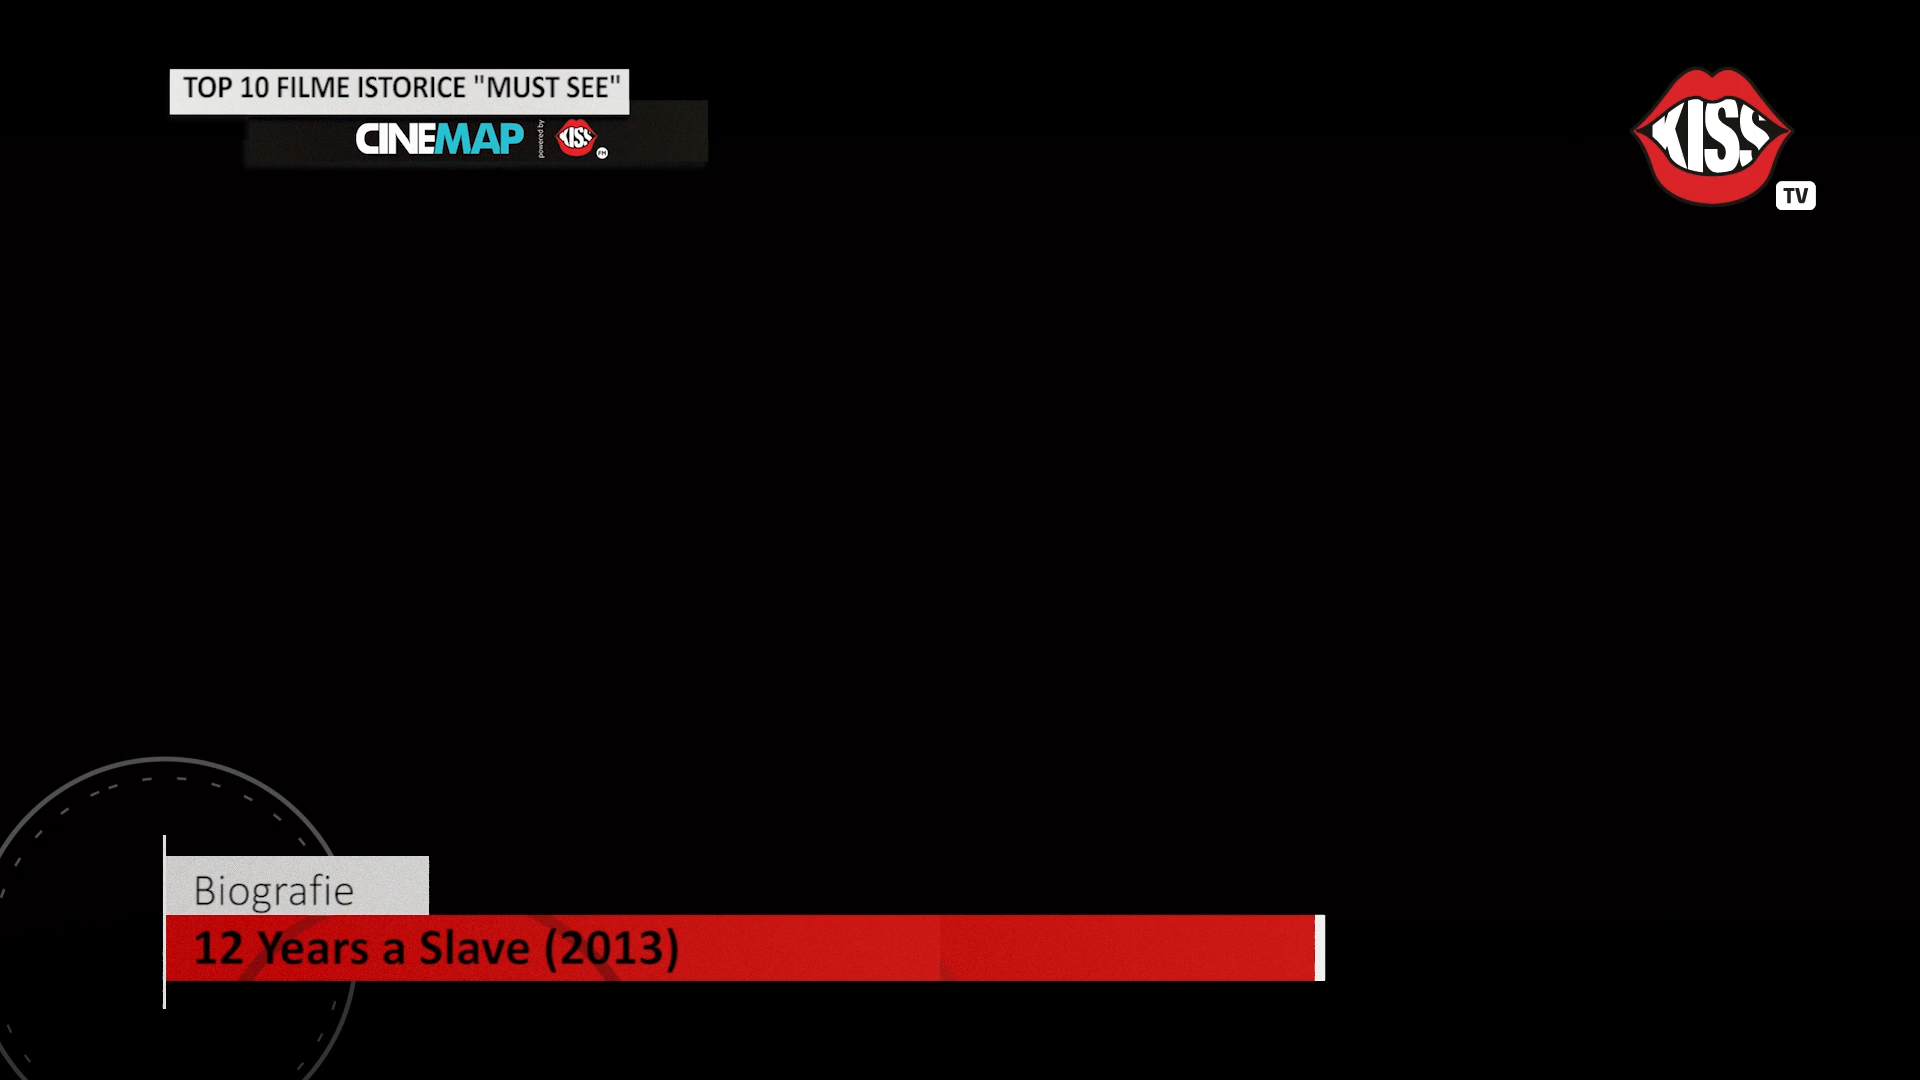 TOP 10 FILME ISTORICE "MUST SEE"
CINEMAP powered by KISS FM
KISS
TV
Biografie
12 Years a Slave (2013)